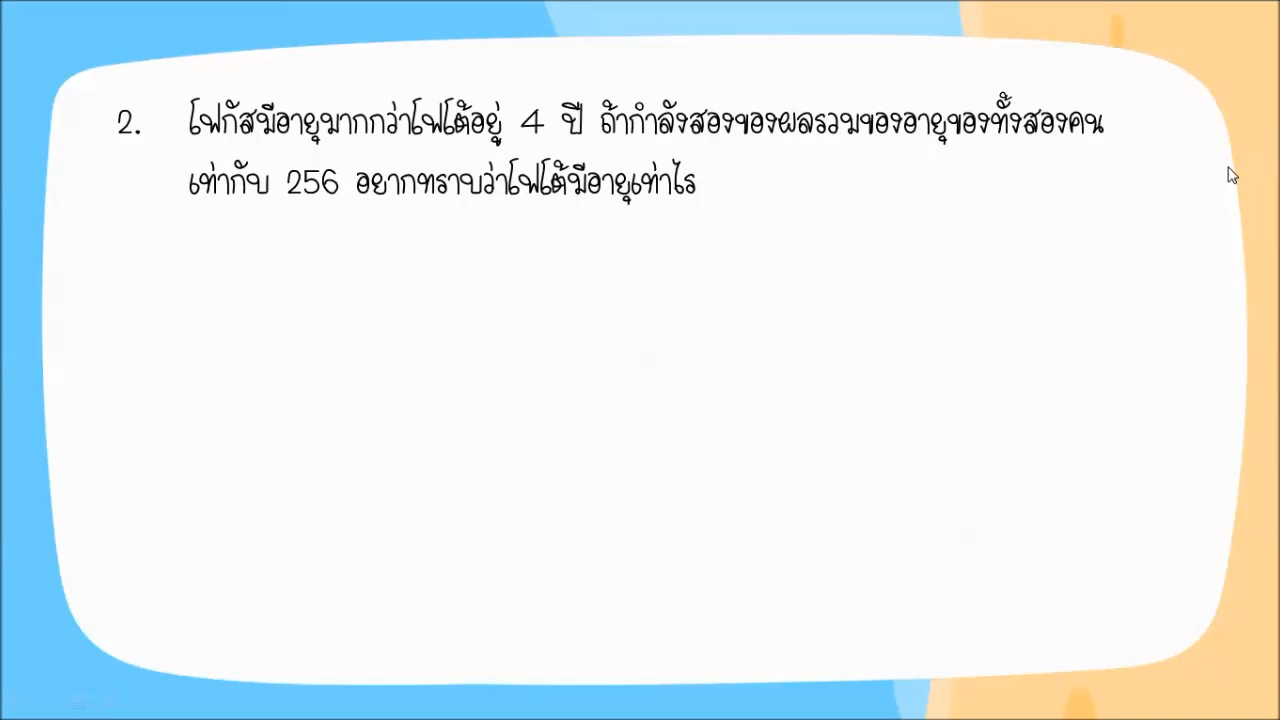 2. โฟกัสมีอายุมากกว่าโฟโต้อยู่ 4 ปี ถ้ากำลังสองของผลรวมของอายุของทั้งสองคน
เท่ากับ 256 อยากทราบว่าโฟโต้มีอายุเท่าไร